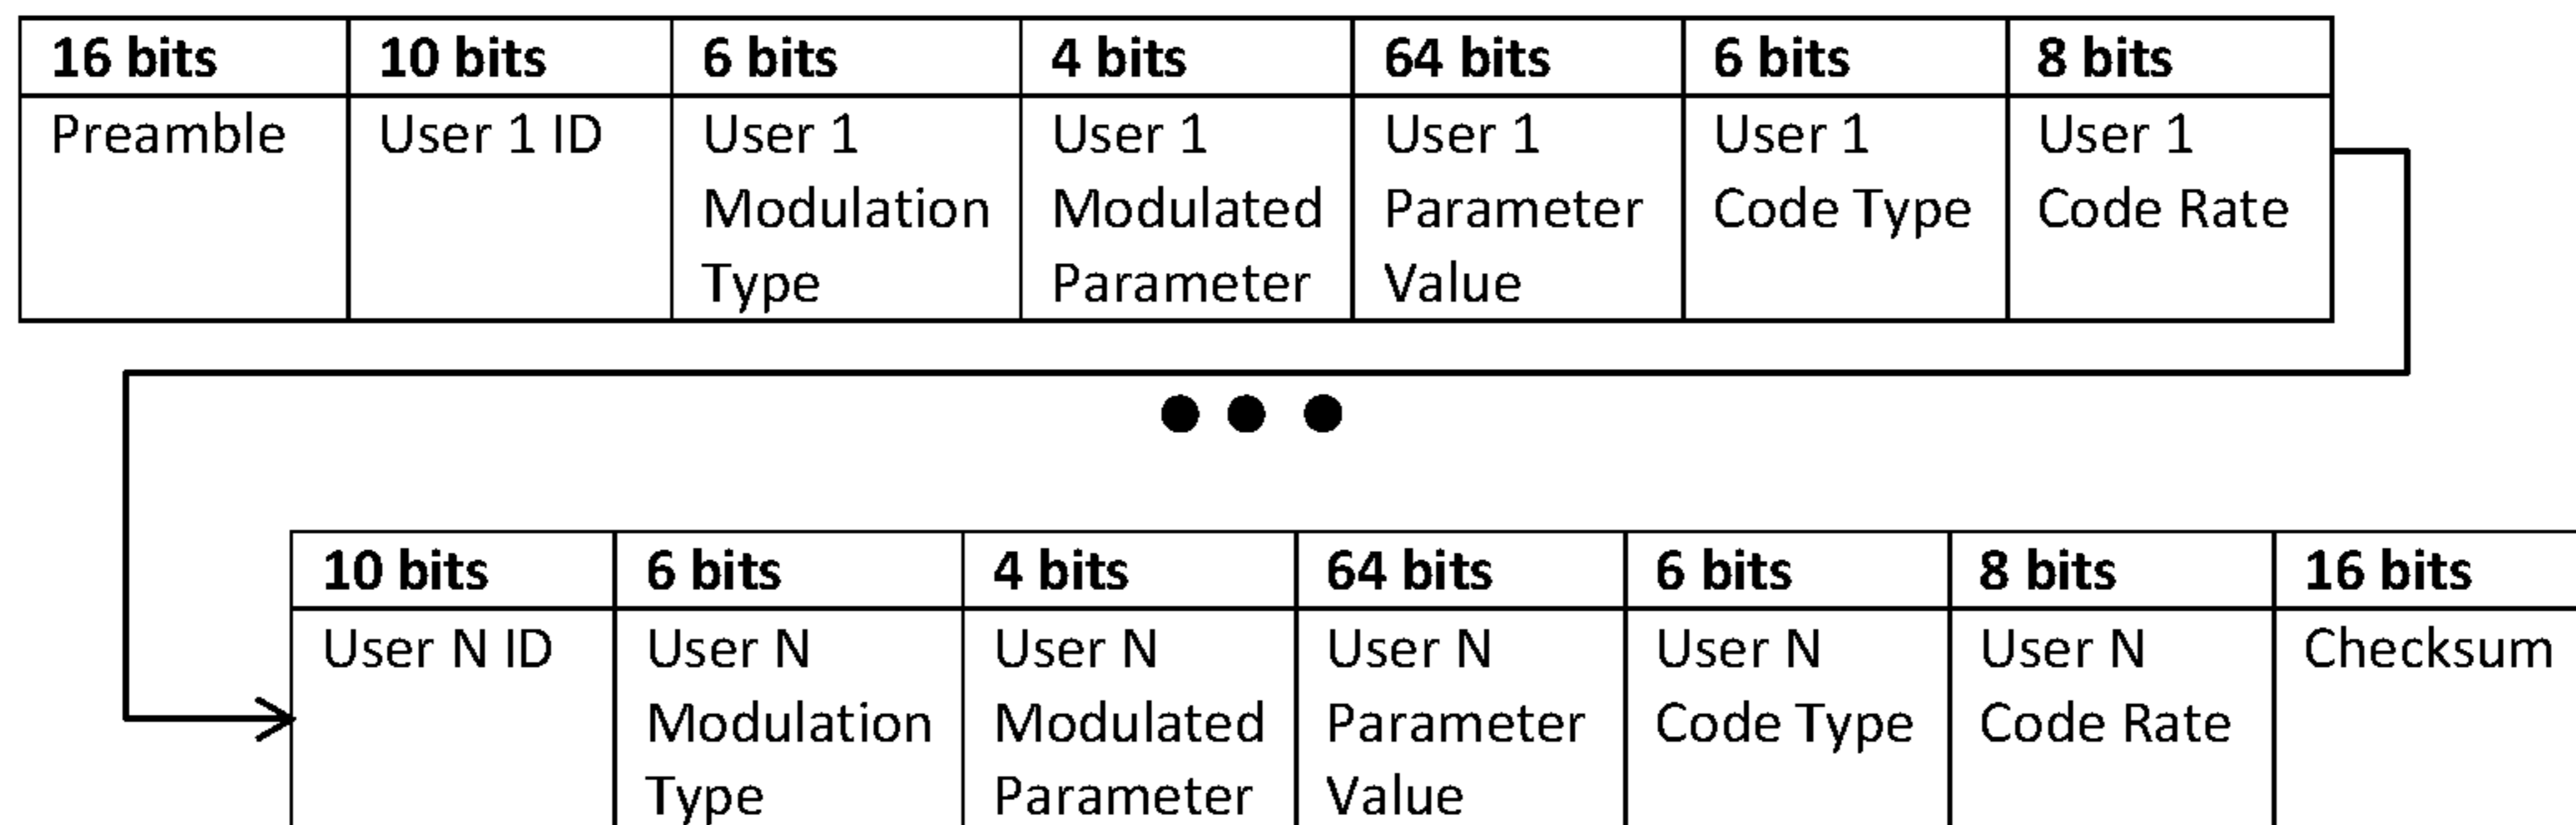 16 bits 10 bits 6 bits 4 bits 64 bits 6 bits 8 bits
Preamble User 1 ID User 1 User 1 User 1 User 1 User 1
Modulation Modulated Parameter Code Type Code Rate
Type Parameter Value
10 bits 6 bits 4 bits 64 bits 6 bits 8 bits 16 bits
User N ID User N User N User N User N User N Checksum
Modulation Modulated Parameter Code Type Code Rate
Type Parameter Value